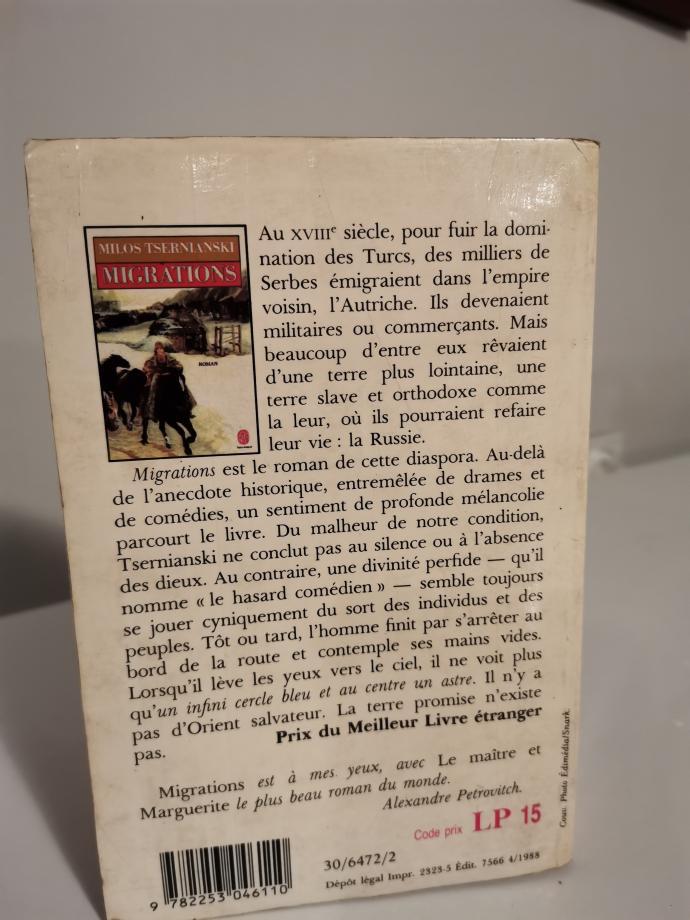 MILOS TSERNIANSKI
MIGRATIONS
ROMAN
Au XVIIIe siècle, pour fuir la domi-
nation des Turcs, des milliers de
Serbes émigraient dans l'empire
voisin, l'Autriche. Ils devenaient
militaires ou commerçants. Mais
beaucoup d'entre eux rêvaient
d'une terre plus lointaine, une
terre slave et orthodoxe comme
la leur, où ils pourraient refaire
leur vie : la Russie.
Migrations est le roman de cette diaspora. Au-delà
de l'anecdote historique, entremêlée de drames et
de comédies, un sentiment de profonde mélancolie
parcourt le livre. Du malheur de notre condition,
Tsernianski ne conclut pas au silence ou à l'absence
des dieux. Au contraire, une divinité perfide — qu'il
nomme « le hasard comédien » — semble toujours
se jouer cyniquement du sort des individus et des
peuples. Tôt ou tard, l'homme finit par s'arrêter au
bord de la route et contemple ses mains vides.
Lorsqu'il lève les yeux vers le ciel, il ne voit plus
qu'un infini cercle bleu et au centre un astre. Il n'y a
pas d'Orient salvateur. La terre promise n'existe
pas.
Prix du Meilleur Livre étranger
Migrations est à mes yeux, avec Le maître et
Marguerite le plus beau roman du monde.
Alexandre Petrovitch.
Couv. Photo Édimédia/Snark.
Code prix LP 15
30/6472/2
Dépôt légal Impr. 2323-5 Édit. 7566 4/1988
9 782253 046110